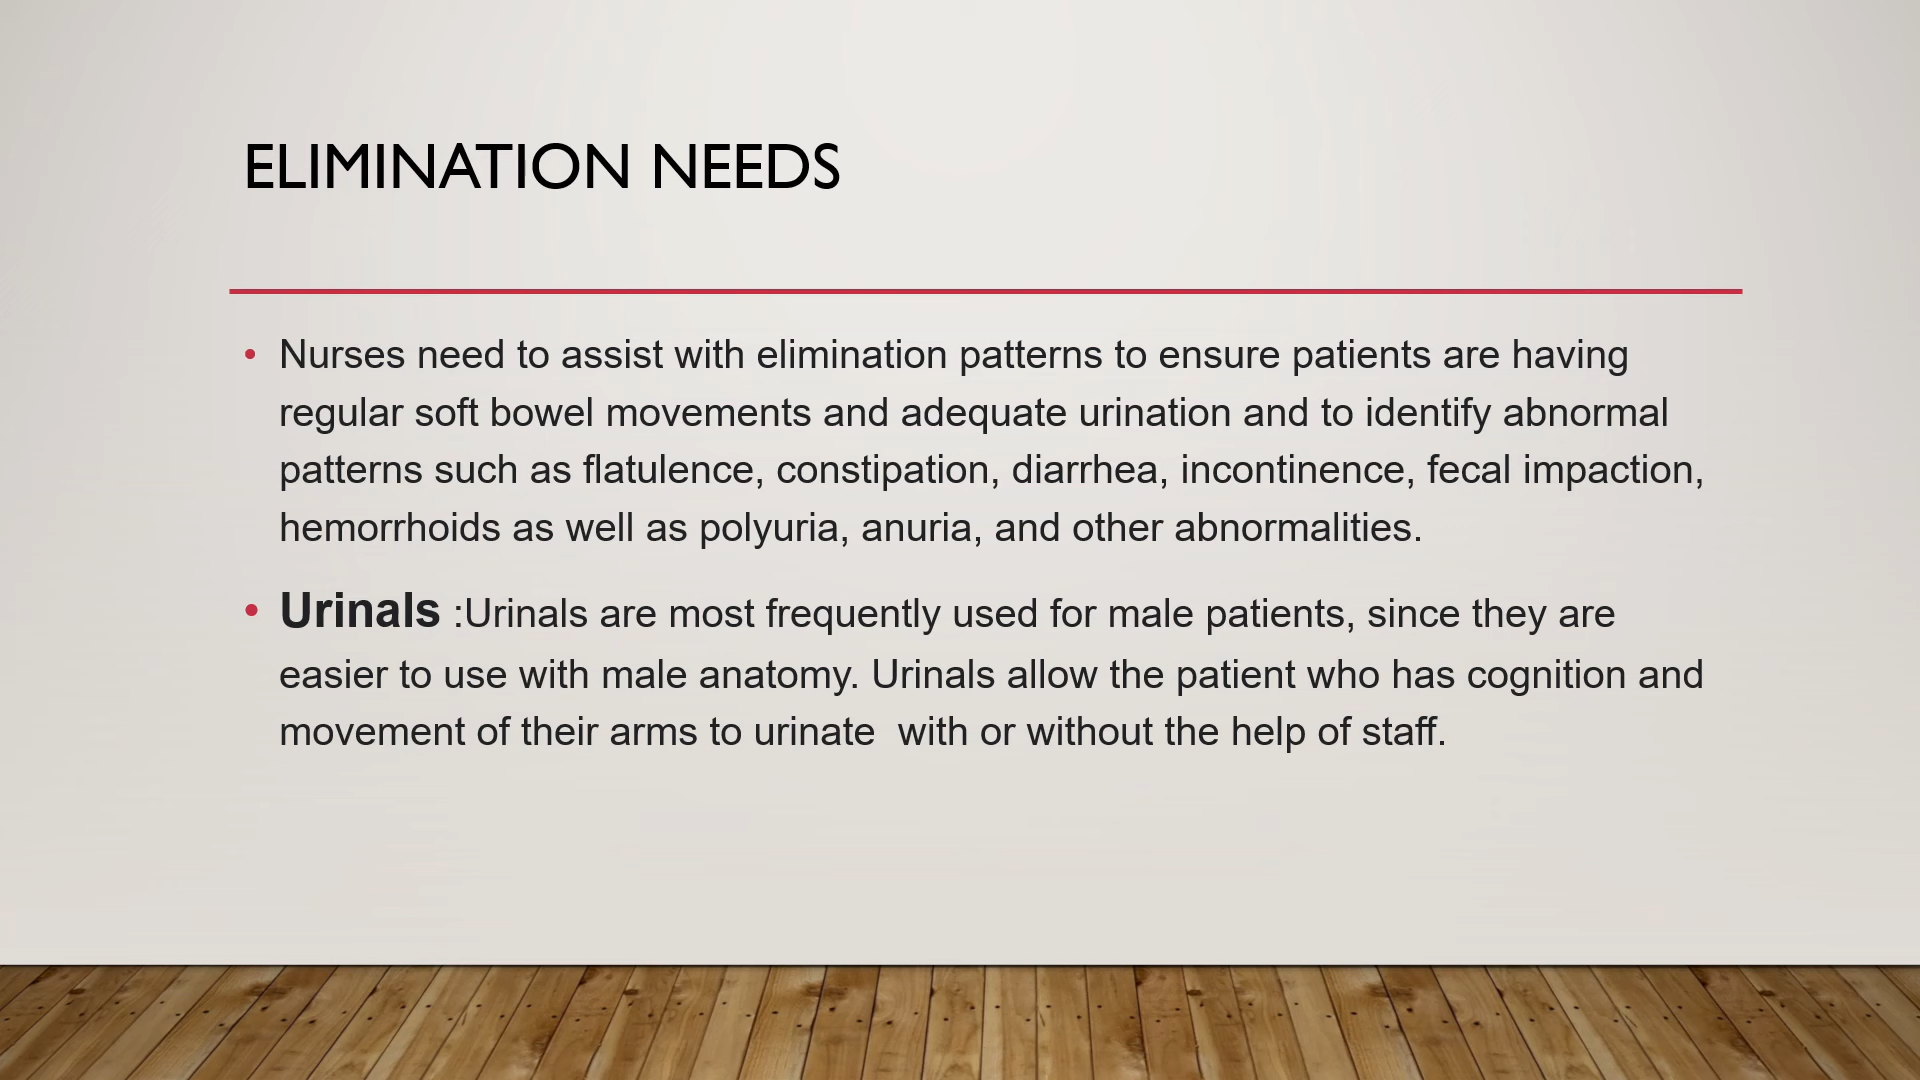 ELIMINATION NEEDS
• Nurses need to assist with elimination patterns to ensure patients are having
regular soft bowel movements and adequate urination and to identify abnormal
patterns such as flatulence, constipation, diarrhea, incontinence, fecal impaction,
hemorrhoids as well as polyuria, anuria, and other abnormalities.
• Urinals :Urinals are most frequently used for male patients, since they are
easier to use with male anatomy. Urinals allow the patient who has cognition and
movement of their arms to urinate  with or without the help of staff.